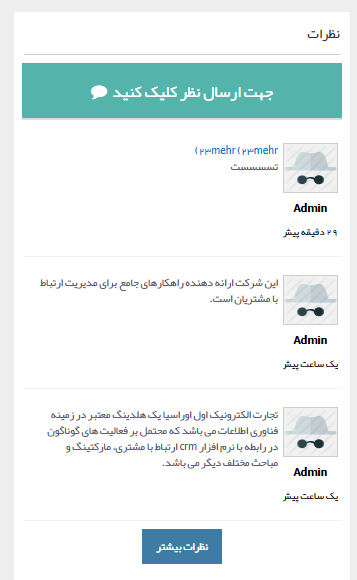 نظرات
جهت ارسال نظر کلیک کنید
۲۳mehr (۲۳mehr)
تسسسست
Admin
۲۹ دقیقه پیش
این شرکت ارائه دهنده راهکارهای جامع برای مدیریت ارتباط
با مشتریان است.
Admin
یک ساعت پیش
تجارت الکترونیک اول اوراسیا یک هلدینگ معتبر در زمینه
فناوری اطلاعات می باشد که محتمل بر فعالیت های گوناگون
در رابطه با نرم افزار crm ارتباط با مشتری، مارکتینگ و
مباحث مختلف دیگر می باشد.
Admin
یک ساعت پیش
نظرات بیشتر